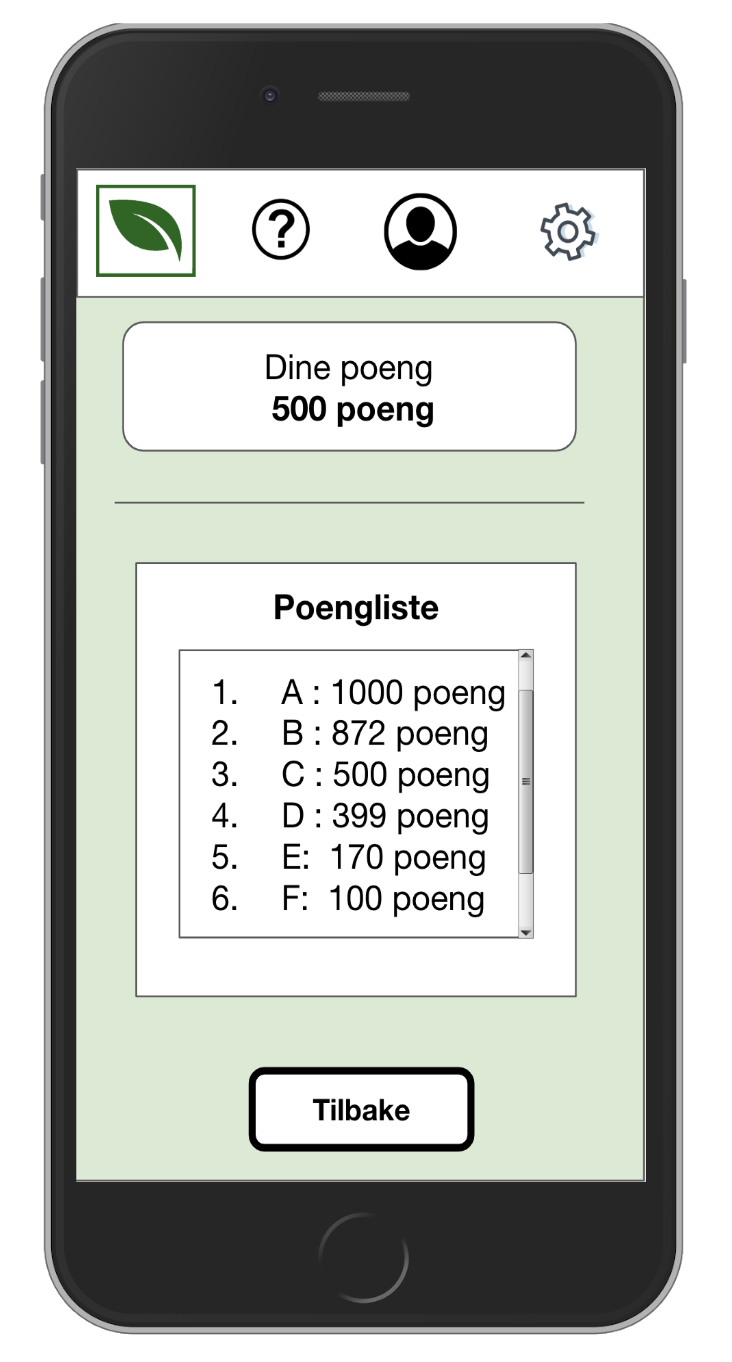 ?
Dine poeng
500 poeng
Poengliste
1. A : 1000 poeng
2. B : 872 poeng
3. C : 500 poeng
4. D : 399 poeng
5. E: 170 poeng
6. F: 100 poeng
Tilbake